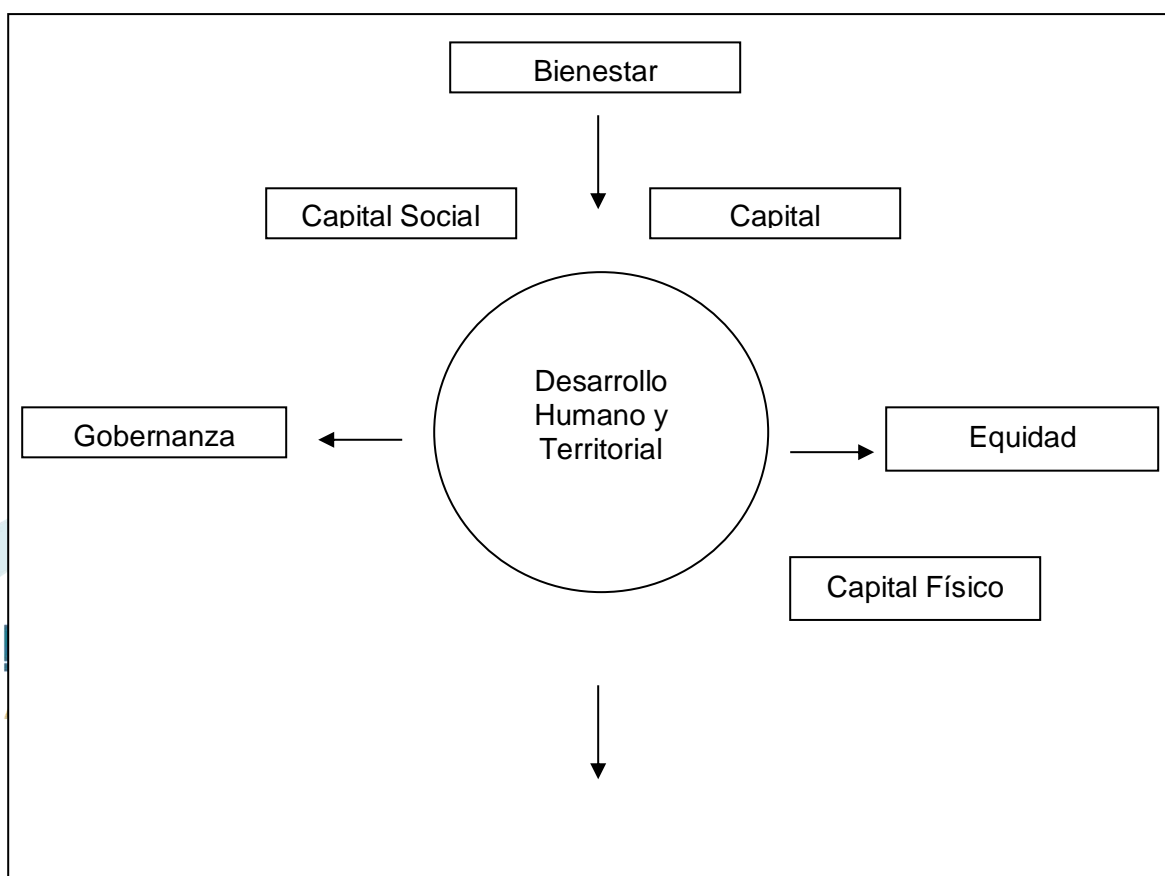 Bienestar
Capital Social
Capital
Desarrollo
Humano y
Territorial
Gobernanza
Equidad
Capital Físico